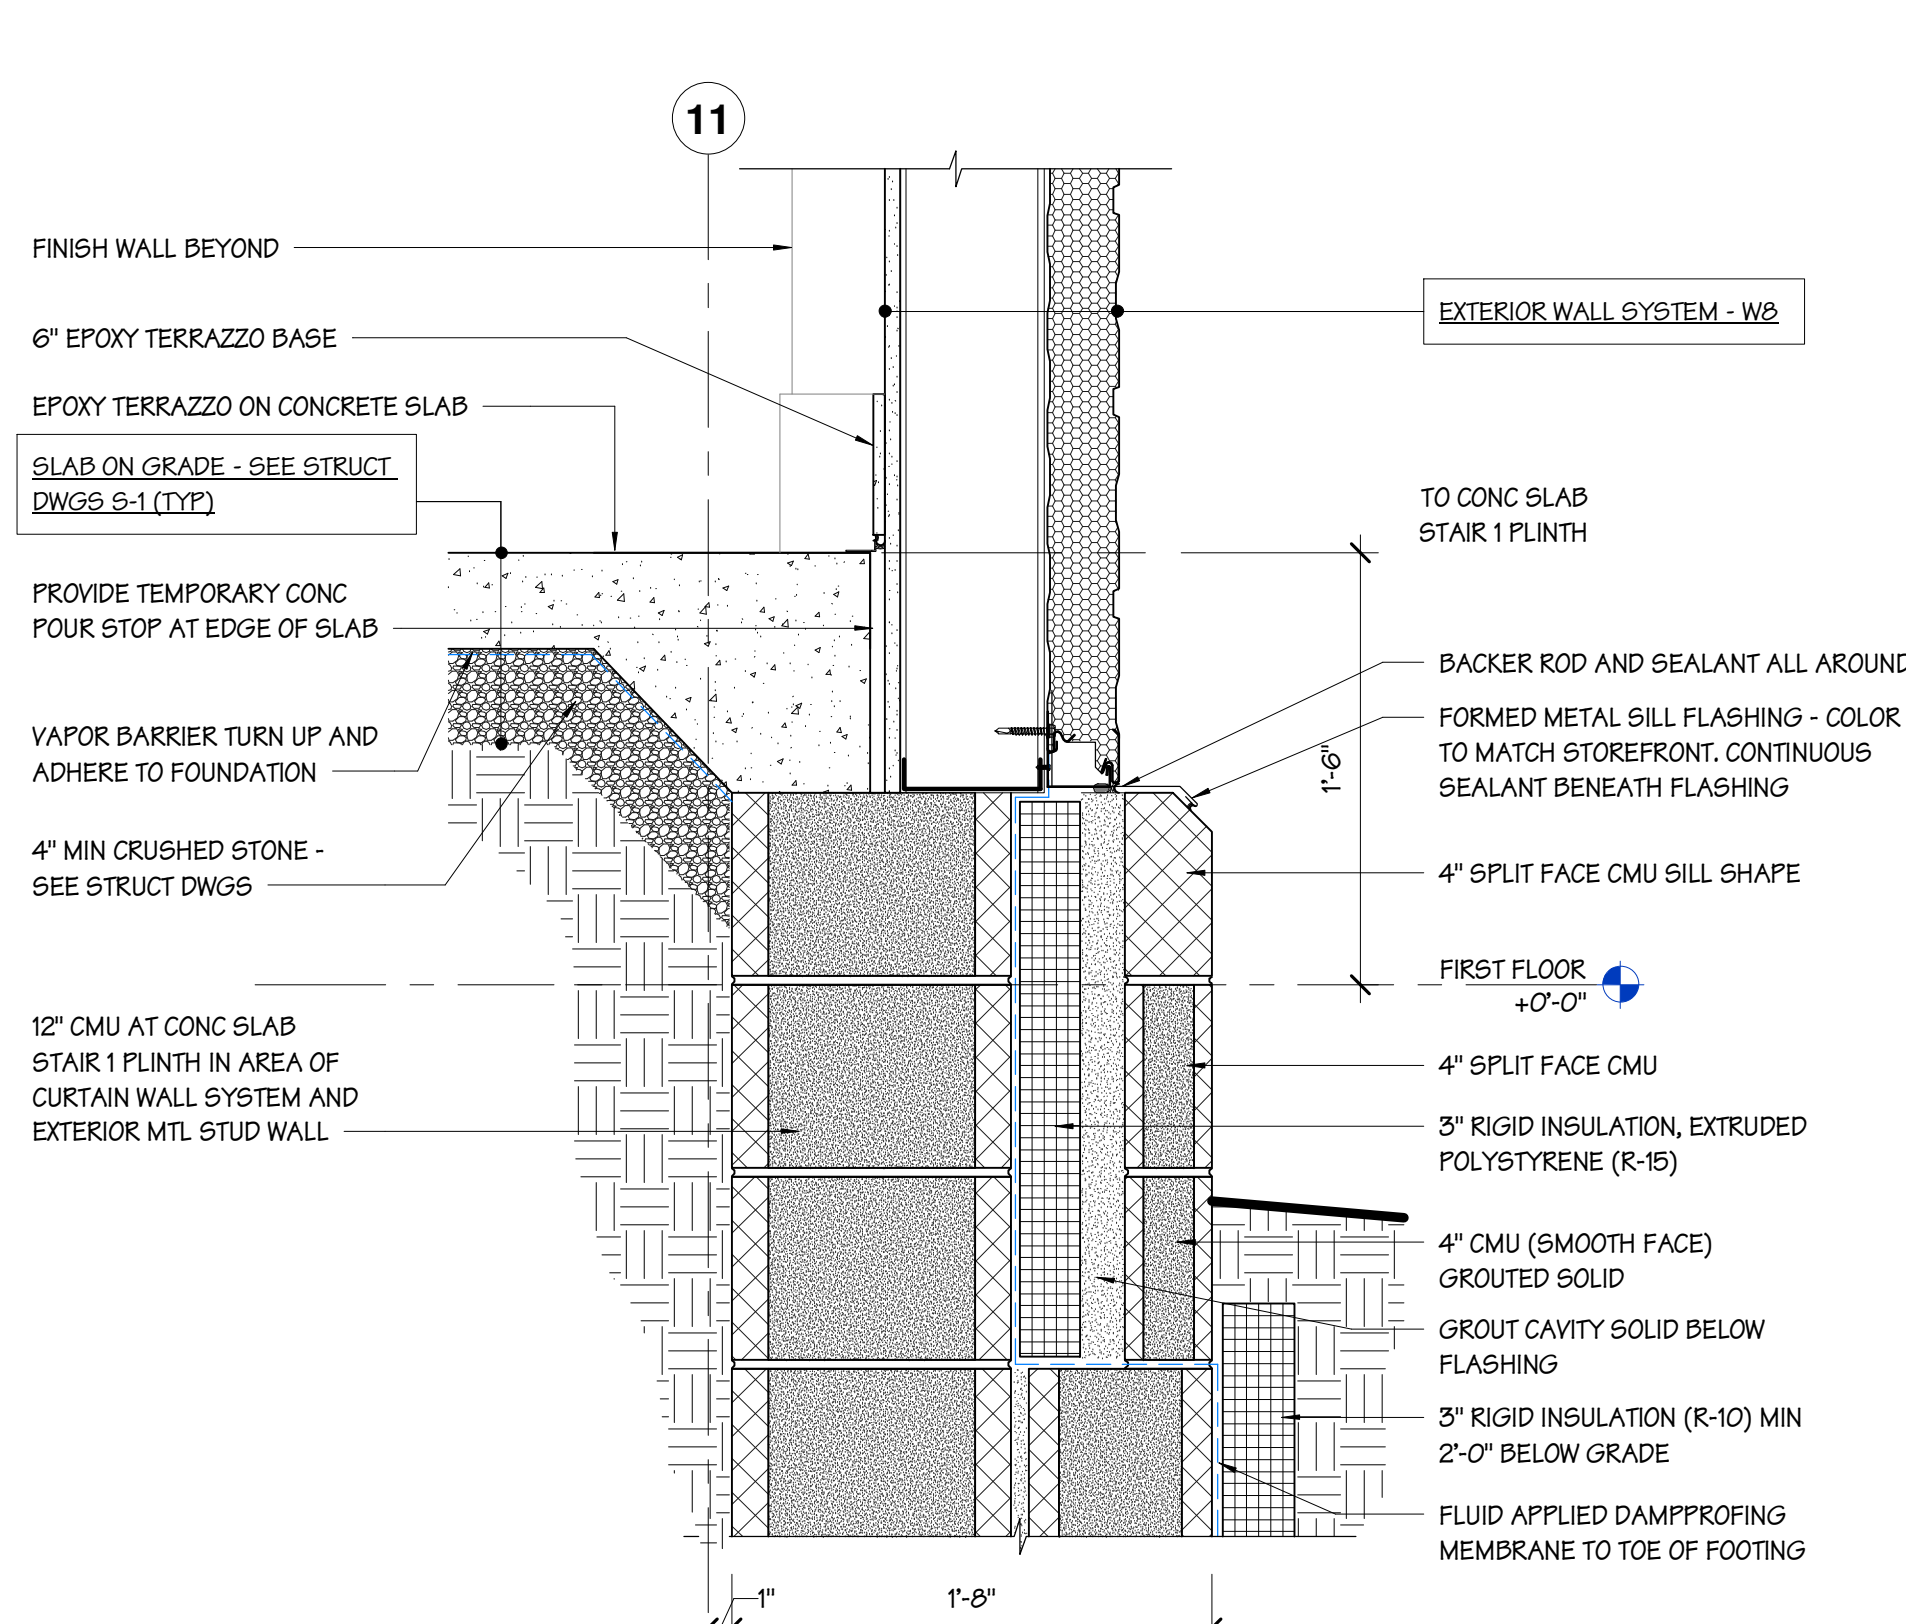 11
FINISH WALL BEYOND
6" EPOXY TERRAZZO BASE
EPOXY TERRAZZO ON CONCRETE SLAB
SLAB ON GRADE - SEE STRUCT
DWGS S-1 (TYP)
PROVIDE TEMPORARY CONC
POUR STOP AT EDGE OF SLAB
VAPOR BARRIER TURN UP AND
ADHERE TO FOUNDATION
4" MIN CRUSHED STONE -
SEE STRUCT DWGS
12" CMU AT CONC SLAB
STAIR 1 PLINTH IN AREA OF
CURTAIN WALL SYSTEM AND
EXTERIOR MTL STUD WALL
EXTERIOR WALL SYSTEM - W8
TO CONC SLAB
STAIR 1 PLINTH
BACKER ROD AND SEALANT ALL AROUND
FORMED METAL SILL FLASHING - COLOR
TO MATCH STOREFRONT. CONTINUOUS
SEALANT BENEATH FLASHING
1'-6"
4" SPLIT FACE CMU SILL SHAPE
FIRST FLOOR
+0'-0"
4" SPLIT FACE CMU
3" RIGID INSULATION, EXTRUDED
POLYSTYRENE (R-15)
4" CMU (SMOOTH FACE)
GROUTED SOLID
GROUT CAVITY SOLID BELOW
FLASHING
3" RIGID INSULATION (R-10) MIN
2'-0" BELOW GRADE
FLUID APPLIED DAMPPROFING
MEMBRANE TO TOE OF FOOTING
1"
1'-8"